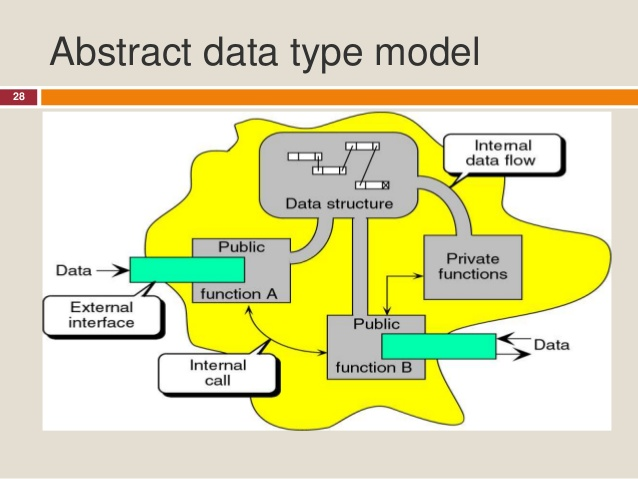 Abstract data type model
28
Internal
data flow
Data structure
Public
function A
Data
External
interface
Private
functions
Public
function B
Data
Internal
call